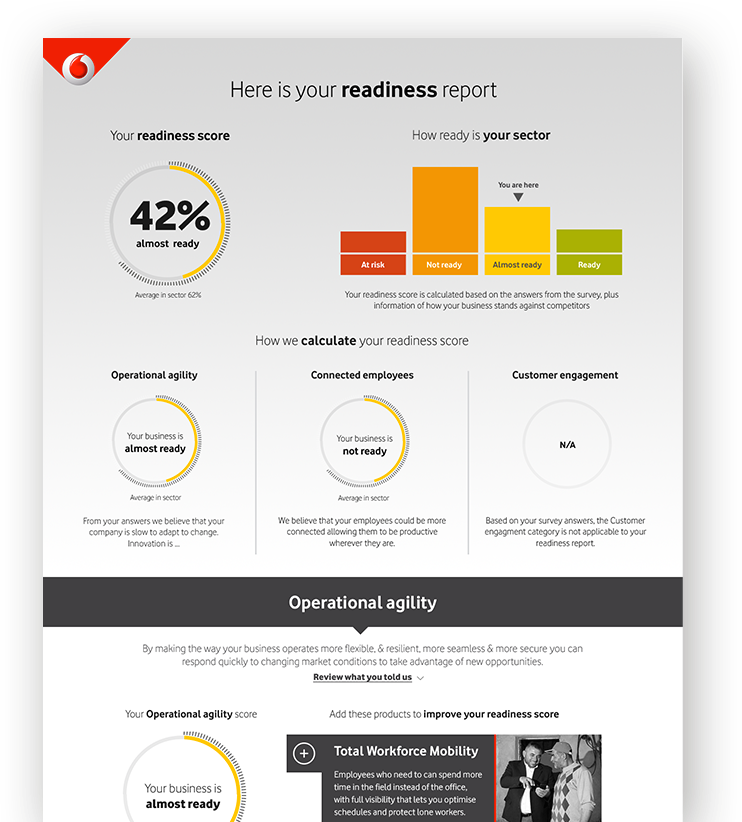 Here is your readiness report
Your readiness score
How ready is your sector
42%
almost ready
Average in sector 62%
You are here
At risk
Not ready
Almost ready
Ready
Your readiness score is calculated based on the answers from the survey, plus
information of how your business stands against competitors
How we calculate your readiness score
Operational agility
Your business is
almost ready
Average in sector
From your answers we believe that your
company is slow to adapt to change.
Innovation is ...
Connected employees
Your business is
not ready
Average in sector
We believe that your employees could be more
connected allowing them to be productive
wherever they are.
Customer engagement
N/A
Based on your survey answers, the Customer
engagment category is not applicable to your
readiness report.
Operational agility
By making the way your business operates more flexible, & resilient, more seamless & more secure you can
respond quickly to changing market conditions to take advantage of new opportunities.
Review what you told us
Your Operational agility score
Your business is
almost ready
Add these products to improve your readiness score
Total Workforce Mobility
Employees who need to can spend more
time in the field instead of the office,
with full visibility that lets you optimise
schedules and protect lone workers.